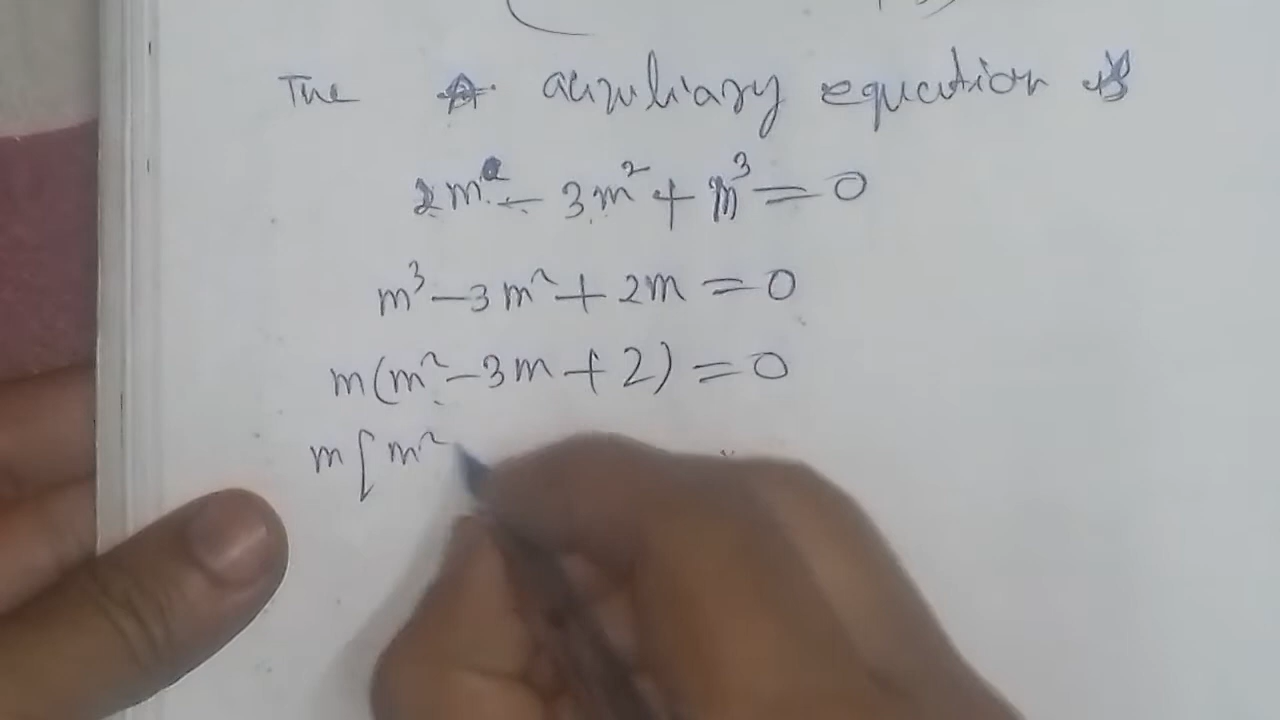 The auxiliary equation is
2m - 3m² + m³ = 0
m³ - 3m² + 2m = 0
m(m² - 3m + 2) = 0
m[m²